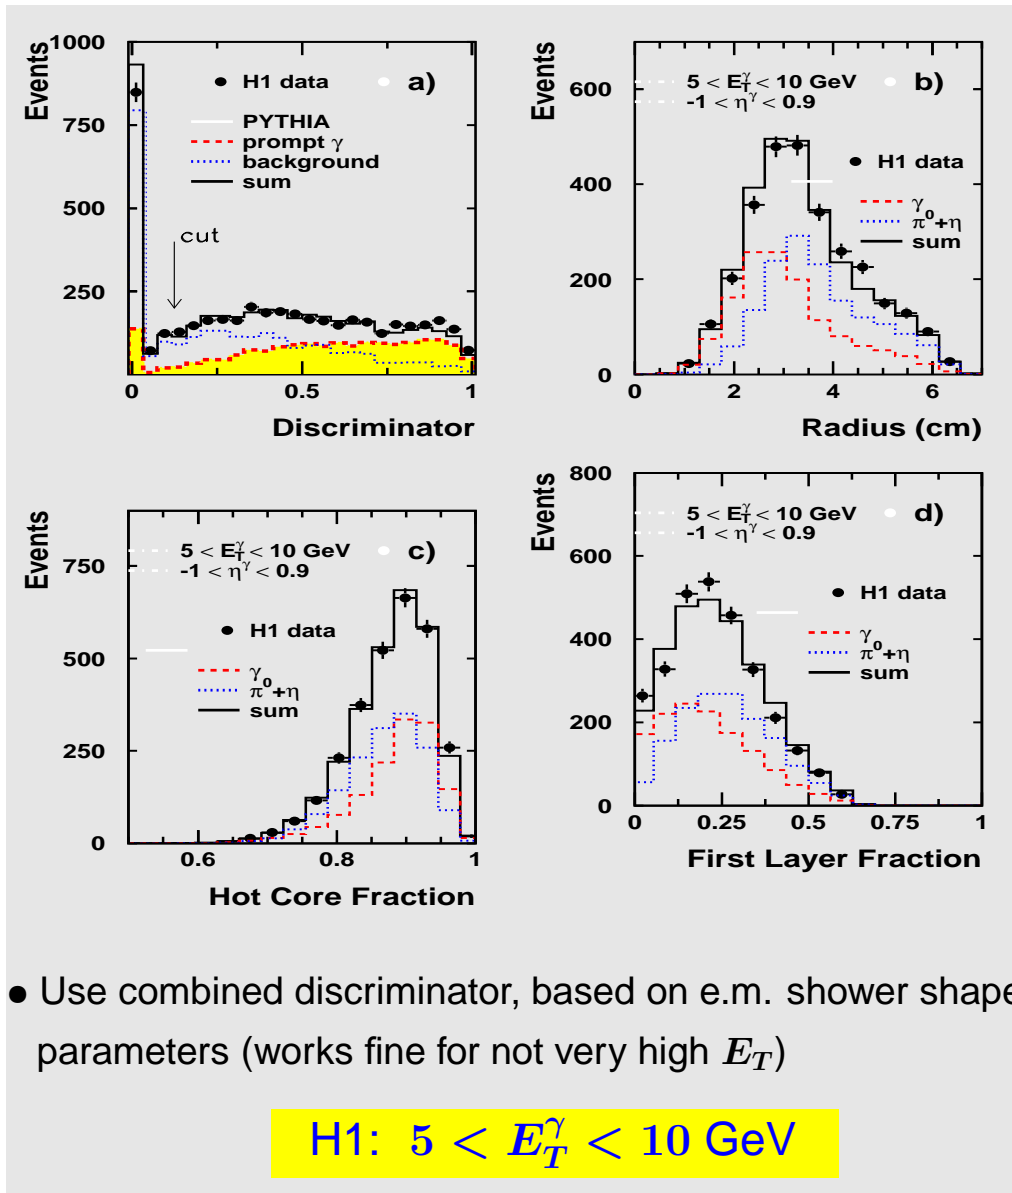 Events
1000
750
500
250
0
0.5
1
H1 data
a)
PYTHIA
prompt γ
background
sum
cut
Discriminator
Events
600
400
200
0
0
2
4
6
5 < E_T^γ < 10 GeV
-1 < η^γ < 0.9
b)
H1 data
γ
π⁰+η
sum
Radius (cm)
Events
750
500
250
0
0.6
0.8
1
5 < E_T^γ < 10 GeV
-1 < η^γ < 0.9
c)
H1 data
γ
π⁰+η
sum
Hot Core Fraction
Events
800
600
400
200
0
0
0.25
0.5
0.75
1
5 < E_T^γ < 10 GeV
-1 < η^γ < 0.9
d)
H1 data
γ
π⁰+η
sum
First Layer Fraction
• Use combined discriminator, based on e.m. shower shape
parameters (works fine for not very high E_T)
H1: 5 < E_T^γ < 10 GeV